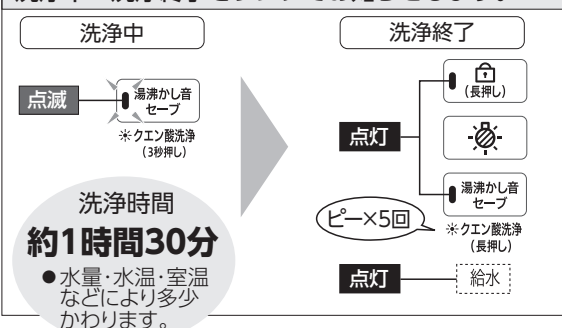 洗浄中
点滅
湯沸かし音
セーブ
※クエン酸洗浄
(3秒押し)
洗浄時間
約1時間30分
●水量・水温・室温
などにより多少
かわります。
洗浄終了
点灯
(長押し)
湯沸かし音
セーブ
ピー×5回
※クエン酸洗浄
(長押し)
点灯
給水